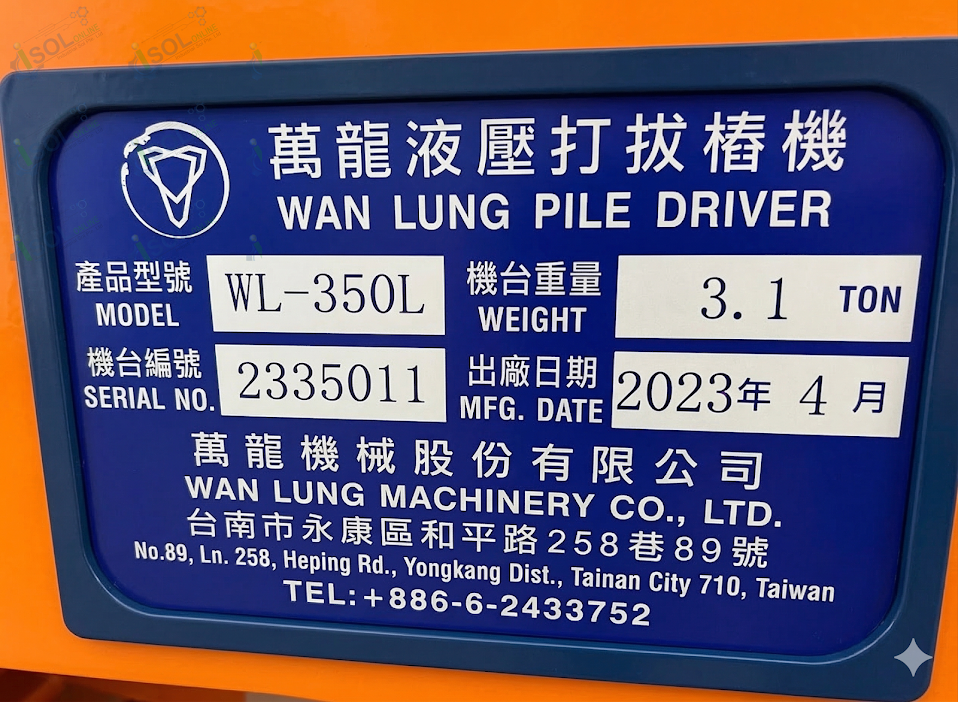 萬龍液壓打拔樁機
WAN LUNG PILE DRIVER
產品型號
MODEL
WL-350L
機台重量
WEIGHT
3.1 TON
機台編號
SERIAL NO.
2335011
出廠日期
MFG. DATE
2023年 4 月
萬龍機械股份有限公司
WAN LUNG MACHINERY CO., LTD.
台南市永康區和平路258巷89號
No.89, Ln. 258, Heping Rd., Yongkang Dist., Tainan City 710, Taiwan
TEL:+886-6-2433752